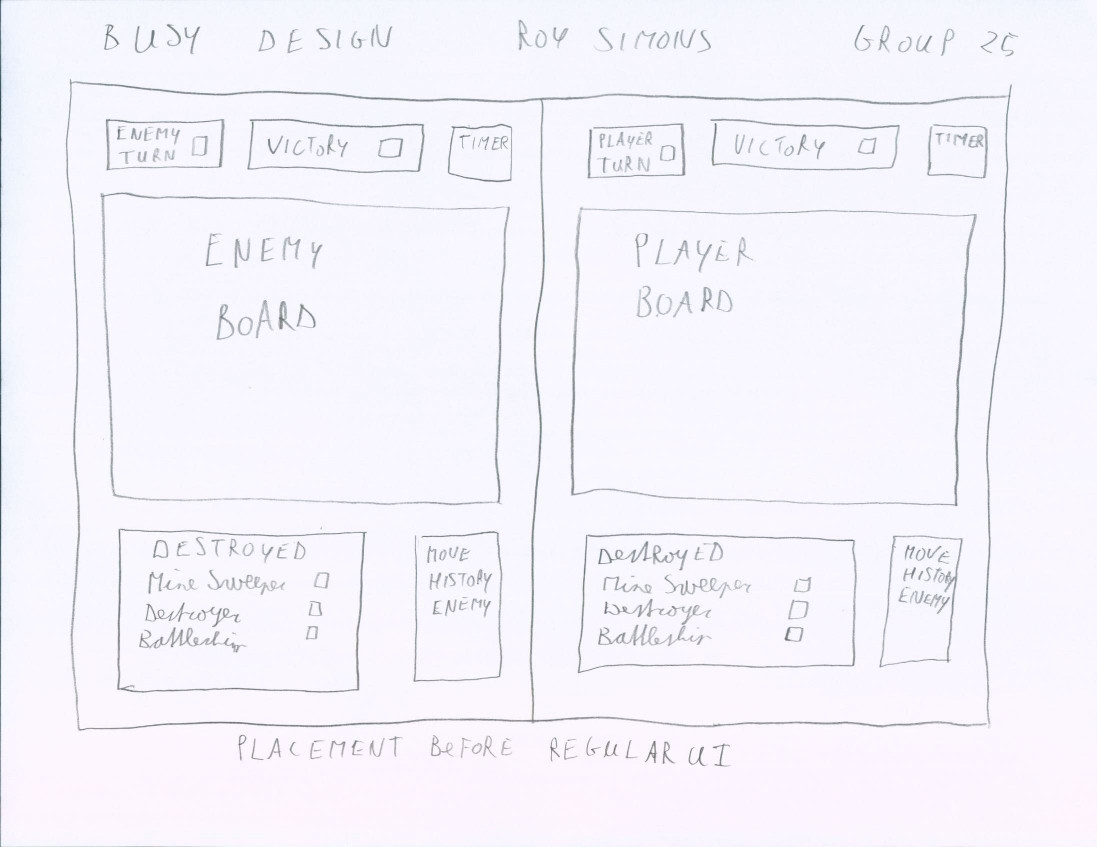 BUSY DESIGN ROY SIMONS GROUP 25
ENEMY TURN
VICTORY
TIMER
PLAYER TURN
VICTORY
TIMER
ENEMY
BOARD
PLAYER
BOARD
DESTROYED
Mine Sweeper
Destroyer
Battleship
MOVE
HISTORY
ENEMY
DestRoyED
Mine Sweeper
Destroyer
Battleship
MOVE
HISTORY
ENEMY
PLACEMENT BEFORE REGULAR UI